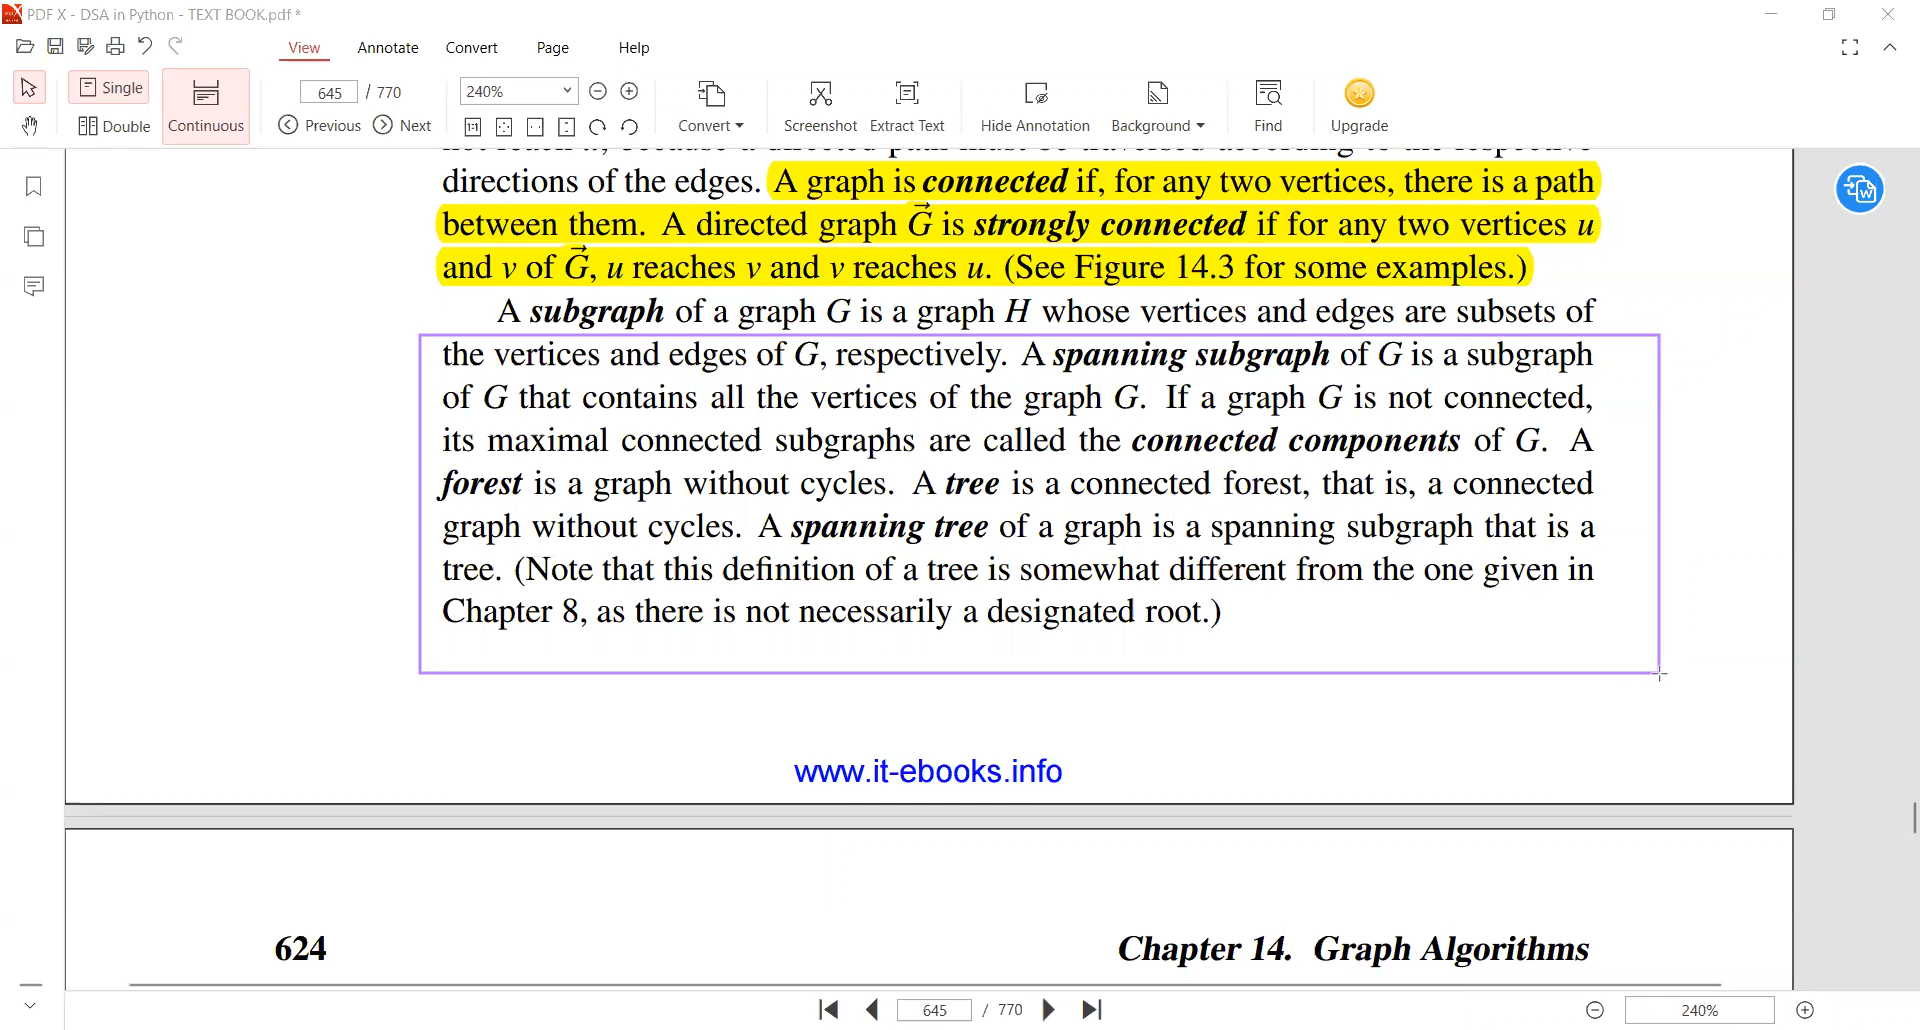 PDF X - DSA in Python - TEXT BOOK.pdf *
View Annotate Convert Page Help
Single 645 / 770 240%
Double Continuous Previous Next 1:1 Convert Screenshot Extract Text Hide Annotation Background Find Upgrade
directions of the edges. A graph is connected if, for any two vertices, there is a path
between them. A directed graph G⃗ is strongly connected if for any two vertices u
and v of G⃗, u reaches v and v reaches u. (See Figure 14.3 for some examples.)
A subgraph of a graph G is a graph H whose vertices and edges are subsets of
the vertices and edges of G, respectively. A spanning subgraph of G is a subgraph
of G that contains all the vertices of the graph G. If a graph G is not connected,
its maximal connected subgraphs are called the connected components of G. A
forest is a graph without cycles. A tree is a connected forest, that is, a connected
graph without cycles. A spanning tree of a graph is a spanning subgraph that is a
tree. (Note that this definition of a tree is somewhat different from the one given in
Chapter 8, as there is not necessarily a designated root.)
www.it-ebooks.info
624 Chapter 14. Graph Algorithms
645 / 770 240%